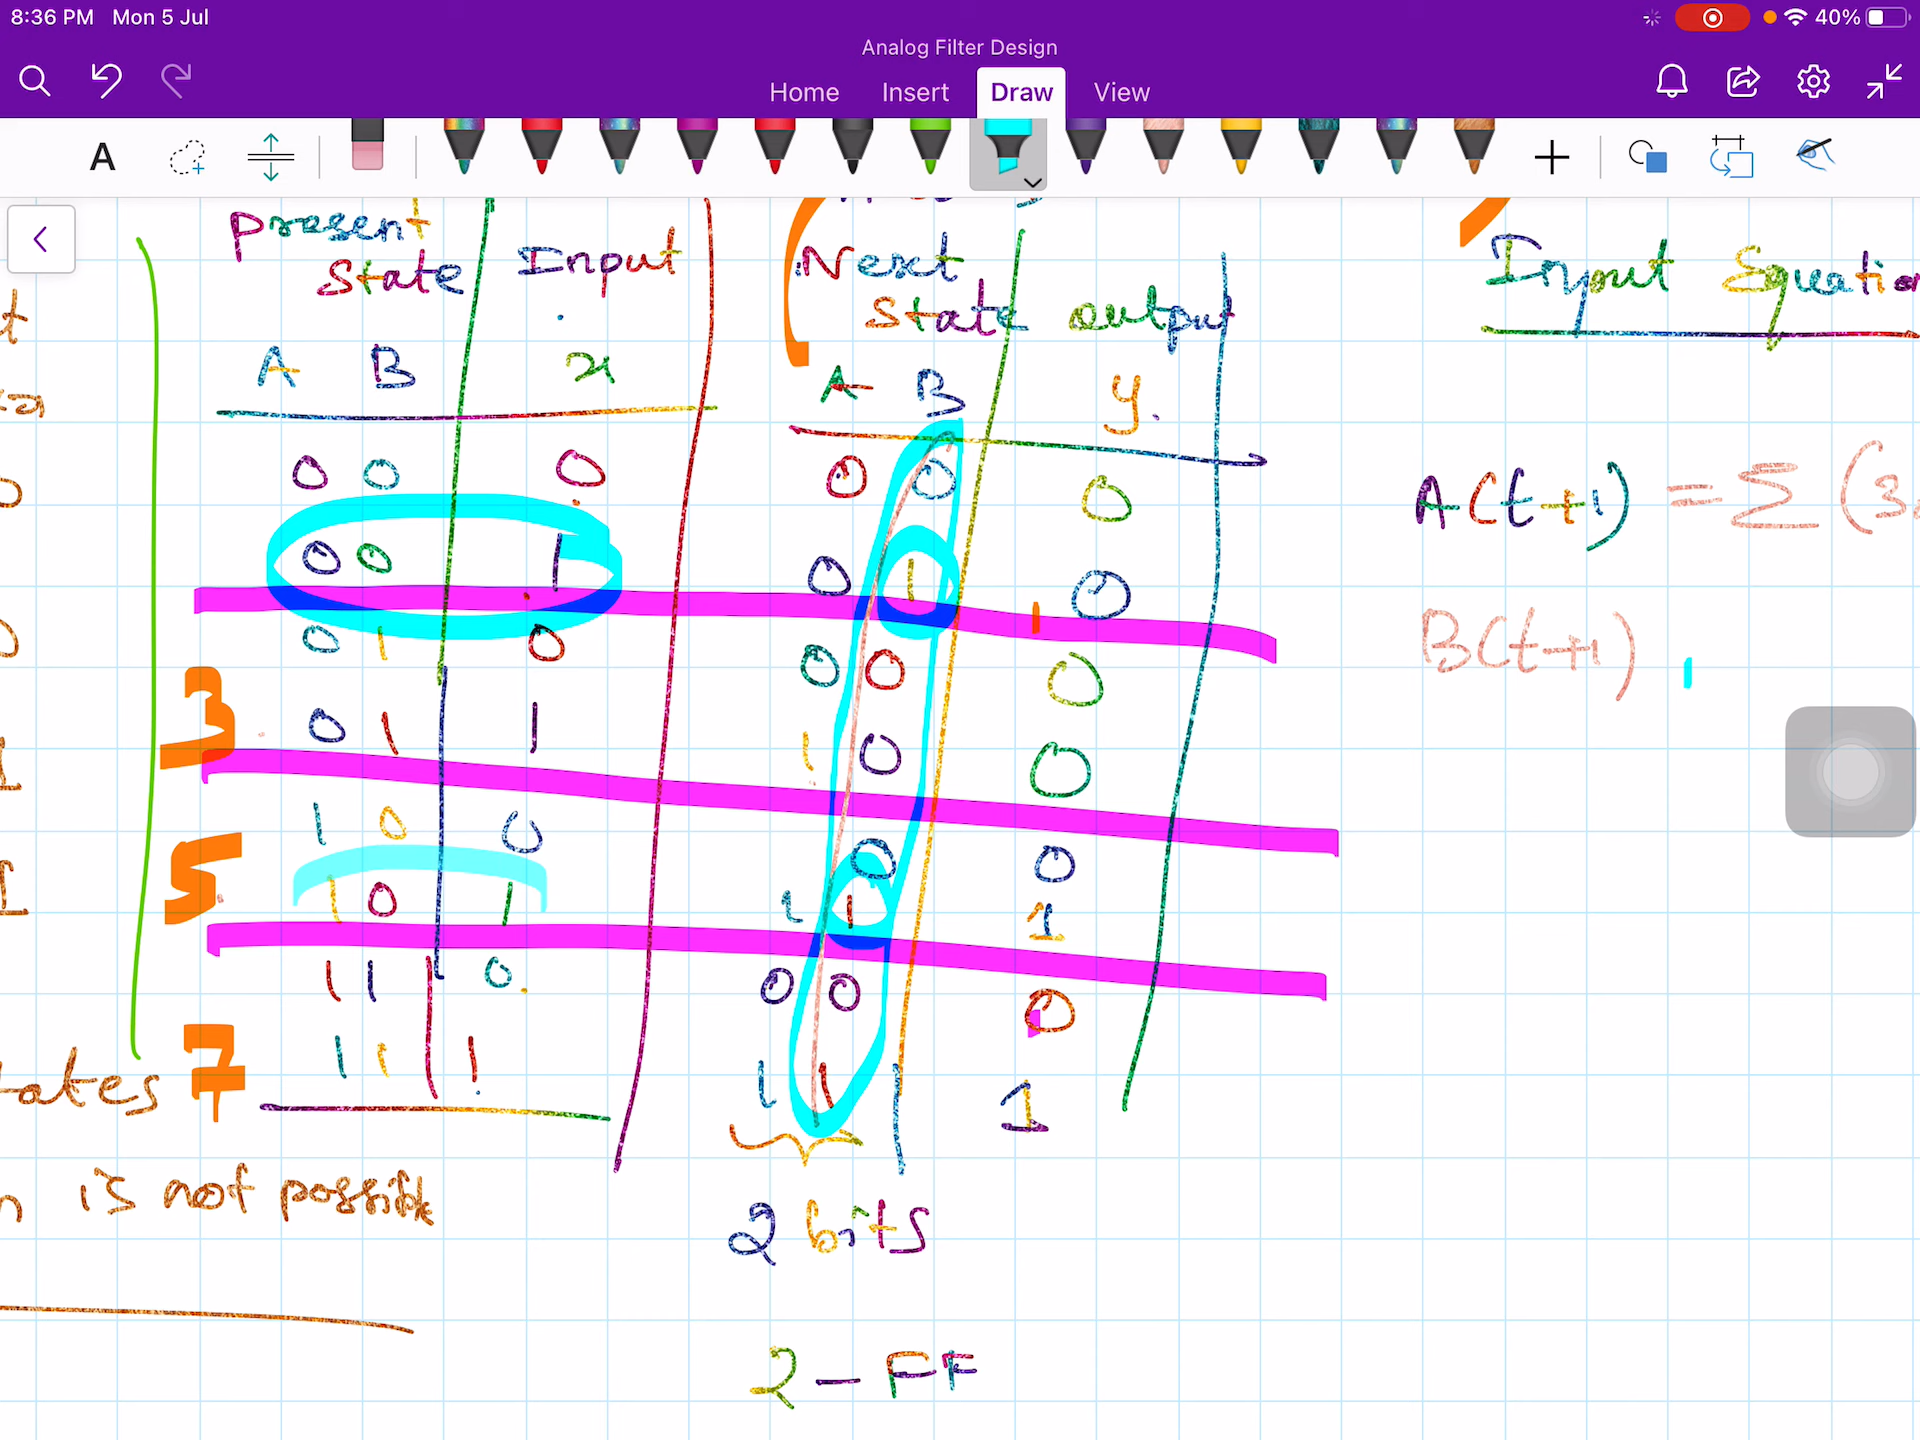 8:36 PM Mon 5 Jul
40%
Analog Filter Design
Home Insert Draw View
A
Present State Input
Next State output
Input Equation
A B x
A B y
0 0 0 0 0 0
0 0 1 0 1 0
0 1 0 0 0 0
3 0 1 1 1 0 0
1 0 0 0 0
5 1 0 1 1 1 1
1 1 0 0 0 0
7 1 1 1 1 1 1
A(t+1) = Σ (3,
B(t+1)
tates
is not possible
2 bits
2 - FF